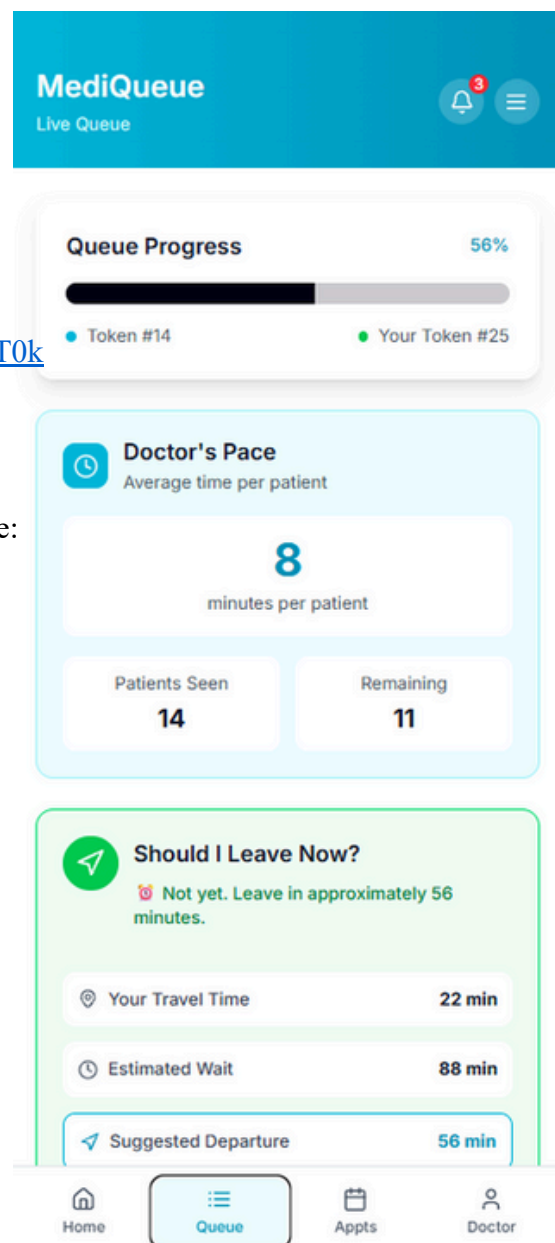 MediQueue
3
Live Queue
Queue Progress 56%
Token #14 Your Token #25
T0k
Doctor's Pace
Average time per patient
e:
8
minutes per patient
Patients Seen Remaining
14 11
Should I Leave Now?
⏰ Not yet. Leave in approximately 56
minutes.
Your Travel Time 22 min
Estimated Wait 88 min
Suggested Departure 56 min
Home Queue Appts Doctor